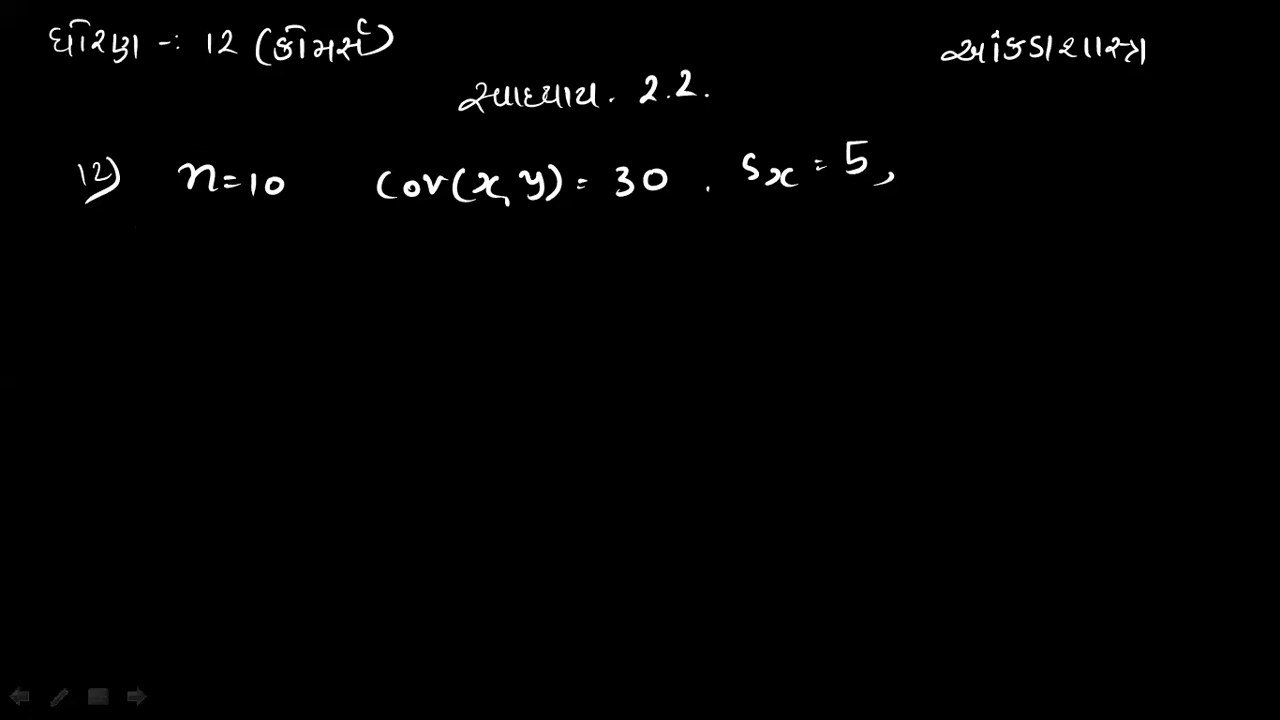 ધોરણ -: 12 (કોમર્સ) આંકડાશાસ્ત્ર
સ્વાધ્યાય. 2.2.
12) n=10 Cov(x,y) = 30 . Sx = 5,